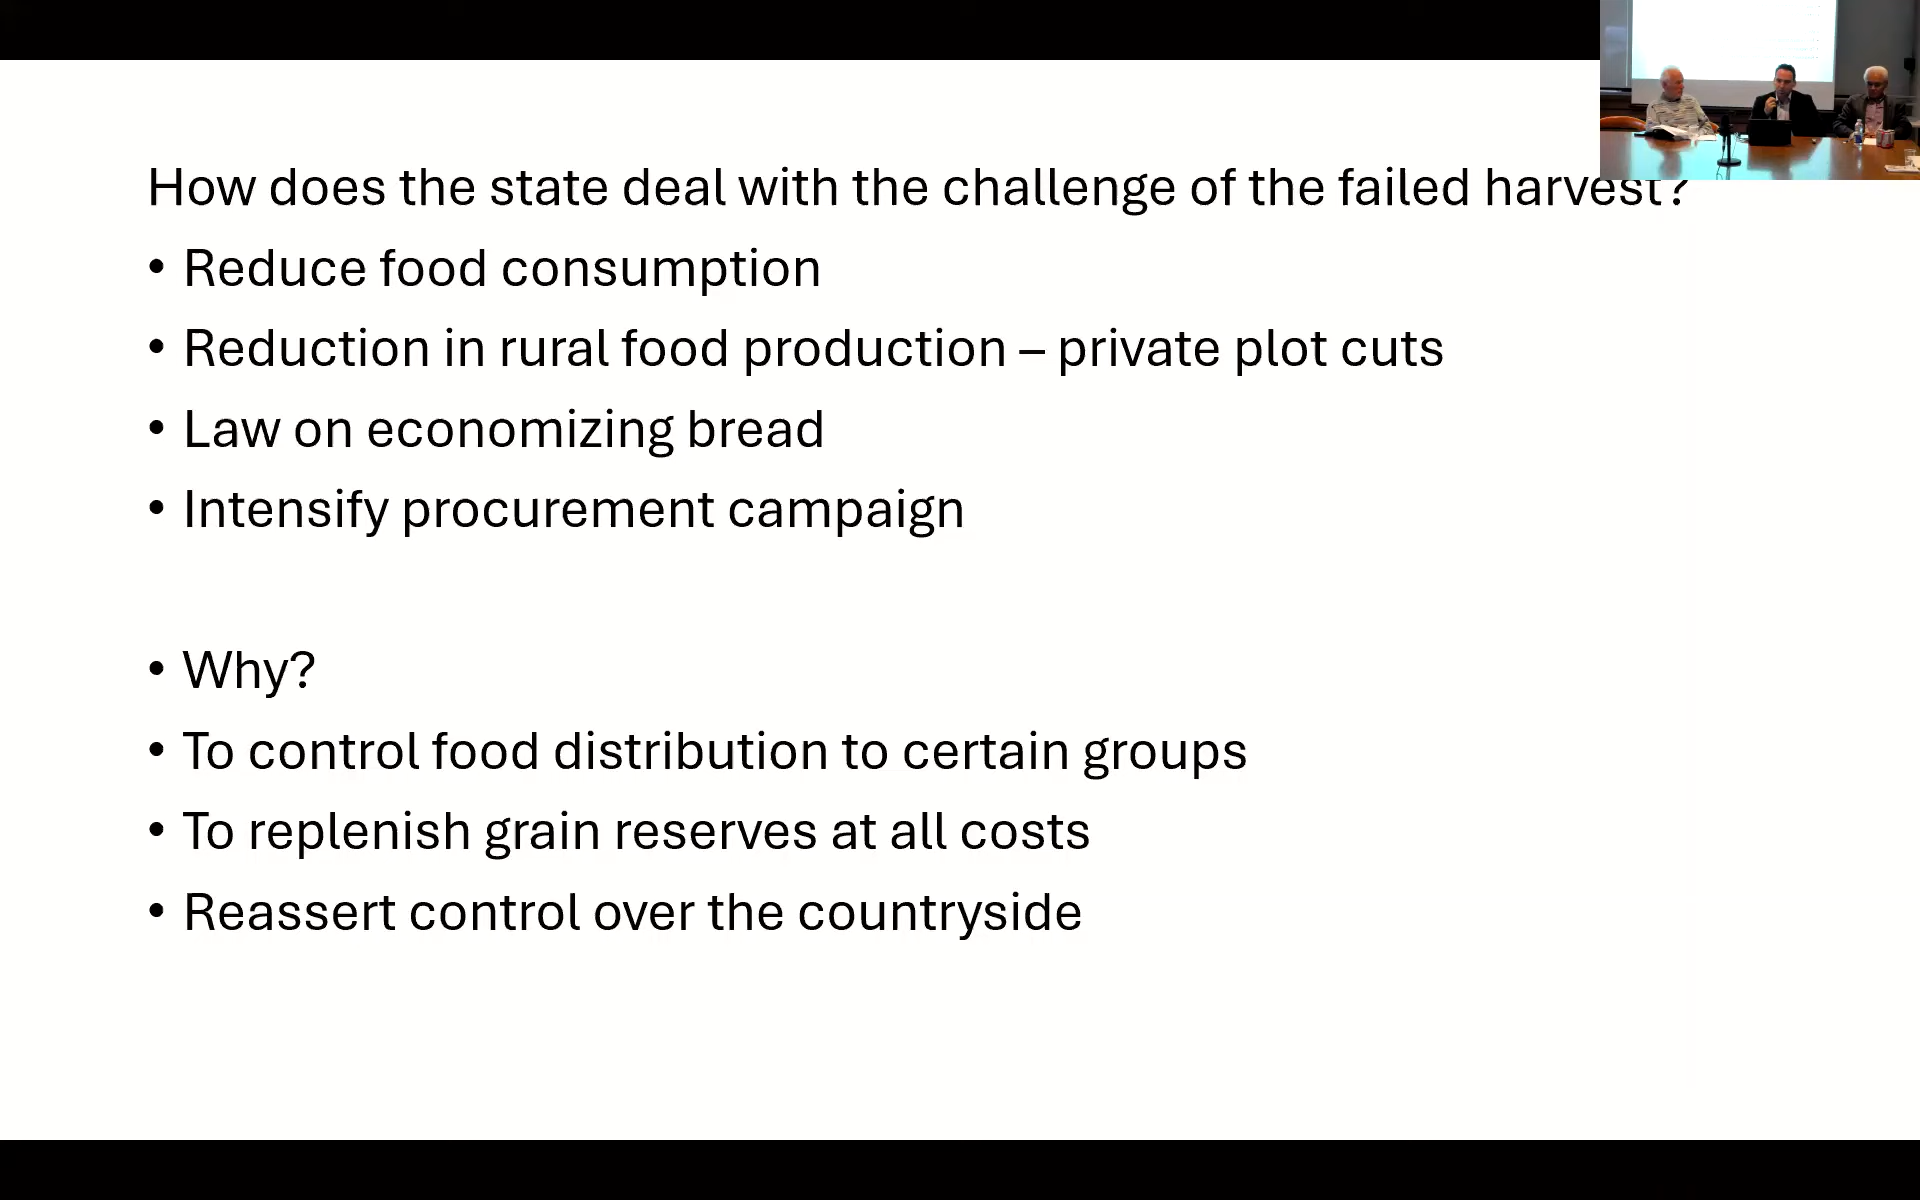 How does the state deal with the challenge of the failed harvest?
• Reduce food consumption
• Reduction in rural food production – private plot cuts
• Law on economizing bread
• Intensify procurement campaign
• Why?
• To control food distribution to certain groups
• To replenish grain reserves at all costs
• Reassert control over the countryside